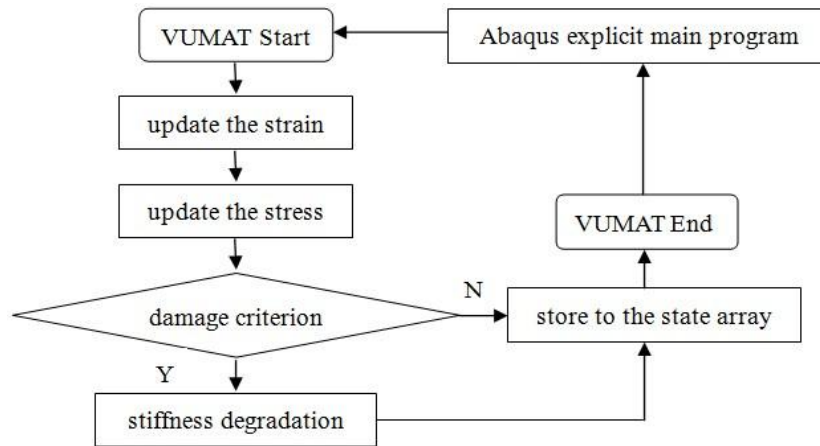 VUMAT Start
Abaqus explicit main program
update the strain
update the stress
VUMAT End
damage criterion
N
store to the state array
Y
stiffness degradation